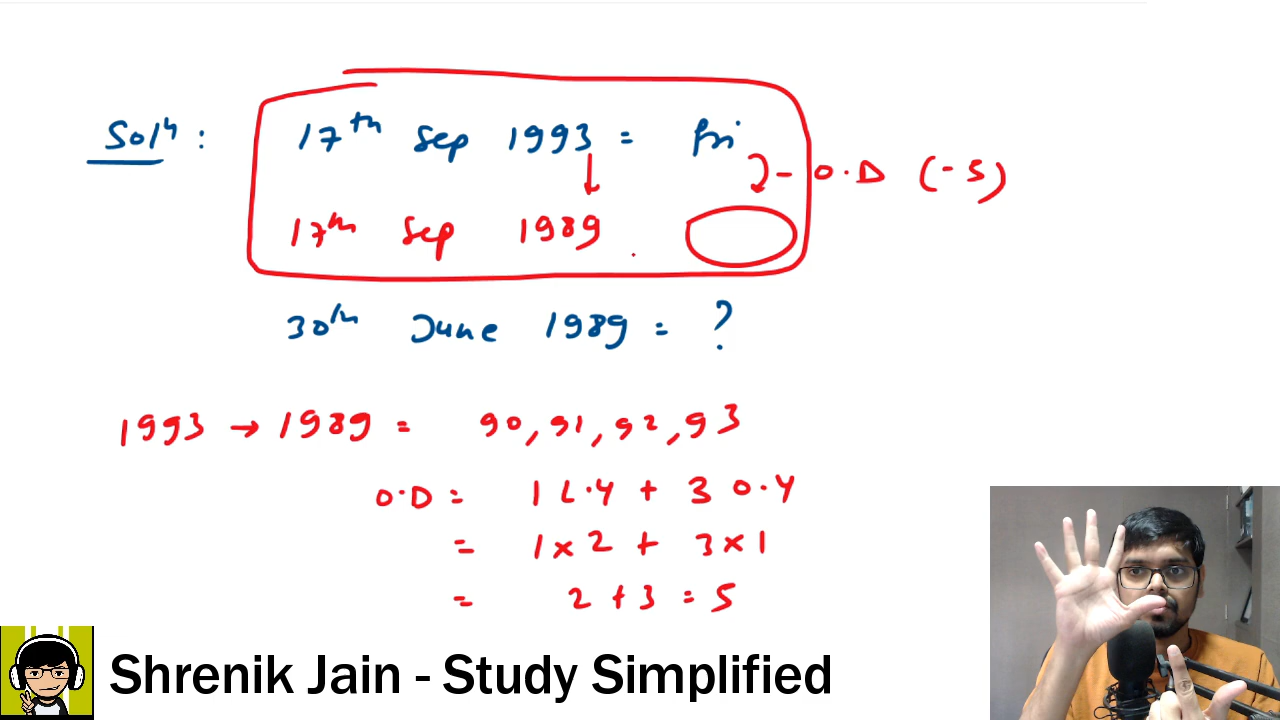 Solⁿ :
17th Sep 1993 = Fri
O.D (-5)
17th Sep 1989
30th June 1989 = ?
1993 → 1989 = 90, 91, 92, 93
O.D = 1 L.Y + 3 O.Y
= 1 x 2 + 3 x 1
= 2 + 3 = 5
Shrenik Jain - Study Simplified